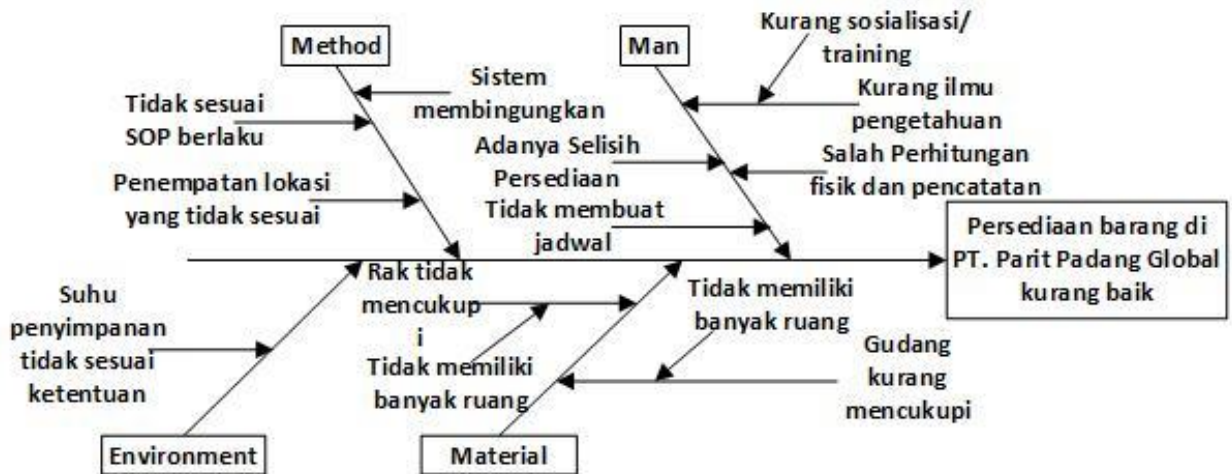 Method
Sistem
membingungkan
Tidak sesuai
SOP berlaku
Penempatan lokasi
yang tidak sesuai
Man
Kurang sosialisasi/
training
Kurang ilmu
pengetahuan
Adanya Selisih
Persediaan
Salah Perhitungan
fisik dan pencatatan
Tidak membuat
jadwal
Persediaan barang di
PT. Parit Padang Global
kurang baik
Suhu
penyimpanan
tidak sesuai
ketentuan
Environment
Rak tidak
mencukup
i
Tidak memiliki
banyak ruang
Tidak memiliki
banyak ruang
Gudang
kurang
mencukupi
Material